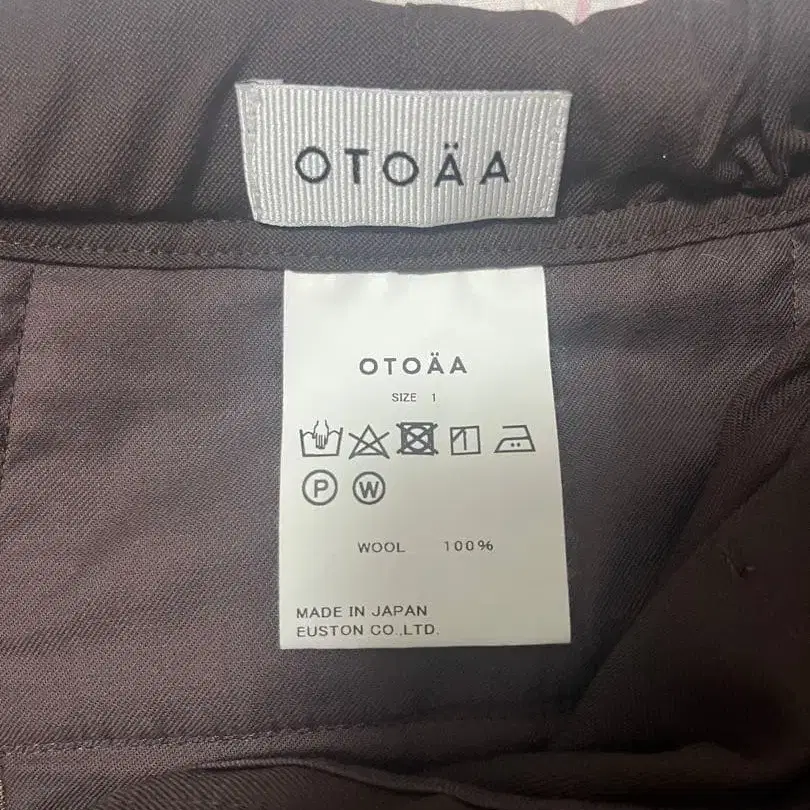 OTOÄA
OTOÄA
SIZE 1
P W
WOOL 100%
MADE IN JAPAN
EUSTON CO.,LTD.